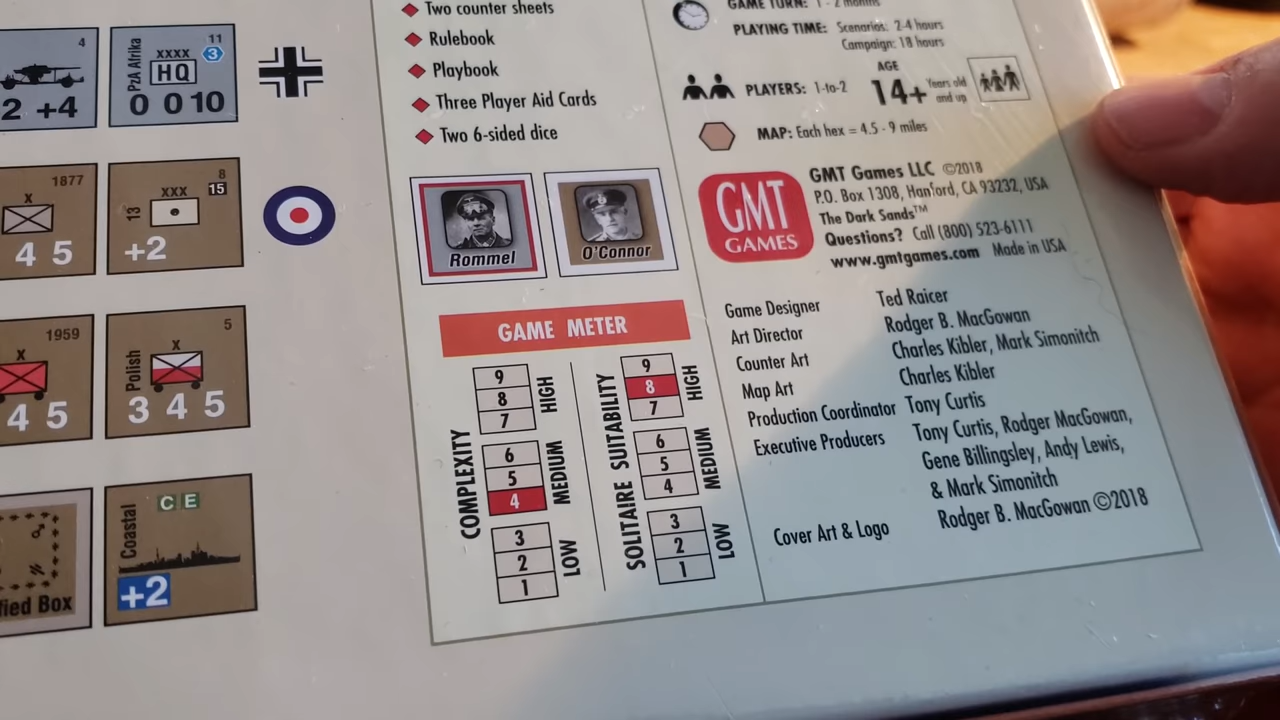 4
2 +4
PzA Afrika
XXXX
11
3
HQ
0 0 10
X
1877
4 5
XXX
8
15
13
+2
X
1959
4 5
X
5
Polish
3 4 5
fied Box
C E
Coastal
+2
Two counter sheets
Rulebook
Playbook
Three Player Aid Cards
Two 6-sided dice
Rommel
O'Connor
GAME METER
COMPLEXITY
9
8
7
HIGH
6
5
4
MEDIUM
3
2
1
LOW
SOLITAIRE SUITABILITY
9
8
7
HIGH
6
5
4
MEDIUM
3
2
1
LOW
GAME TURN: 1 - 2 months
PLAYING TIME: Scenarios: 2-4 hours
Campaign: 18 hours
PLAYERS: 1-to-2
AGE
14+ Years old
and up
MAP: Each hex = 4.5 - 9 miles
GMT
GAMES
GMT Games LLC ©2018
P.O. Box 1308, Hanford, CA 93232, USA
The Dark Sands™
Questions? Call (800) 523-6111
www.gmtgames.com Made in USA
Game Designer Ted Raicer
Art Director Rodger B. MacGowan
Counter Art Charles Kibler, Mark Simonitch
Map Art Charles Kibler
Production Coordinator Tony Curtis
Executive Producers Tony Curtis, Rodger MacGowan,
Gene Billingsley, Andy Lewis,
& Mark Simonitch
Cover Art & Logo Rodger B. MacGowan ©2018